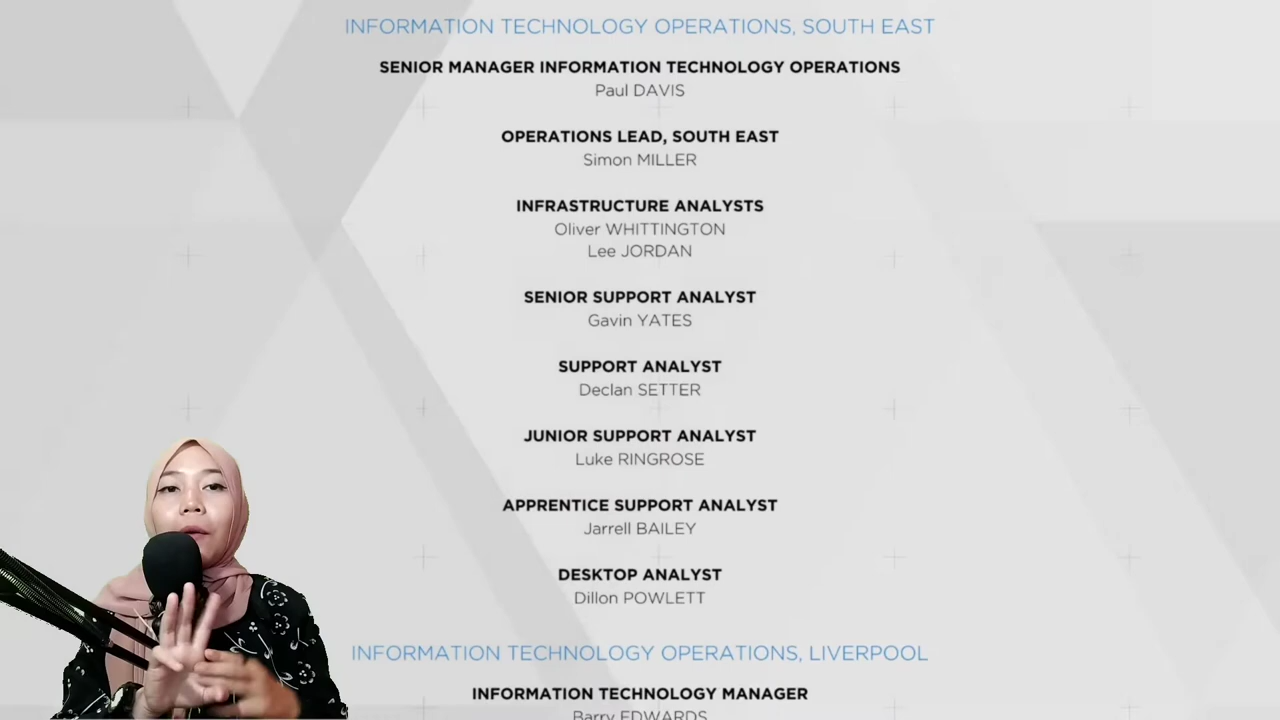 INFORMATION TECHNOLOGY OPERATIONS, SOUTH EAST
SENIOR MANAGER INFORMATION TECHNOLOGY OPERATIONS
Paul DAVIS
OPERATIONS LEAD, SOUTH EAST
Simon MILLER
INFRASTRUCTURE ANALYSTS
Oliver WHITTINGTON
Lee JORDAN
SENIOR SUPPORT ANALYST
Gavin YATES
SUPPORT ANALYST
Declan SETTER
JUNIOR SUPPORT ANALYST
Luke RINGROSE
APPRENTICE SUPPORT ANALYST
Jarrell BAILEY
DESKTOP ANALYST
Dillon POWLETT
INFORMATION TECHNOLOGY OPERATIONS, LIVERPOOL
INFORMATION TECHNOLOGY MANAGER
Barry EDWARDS